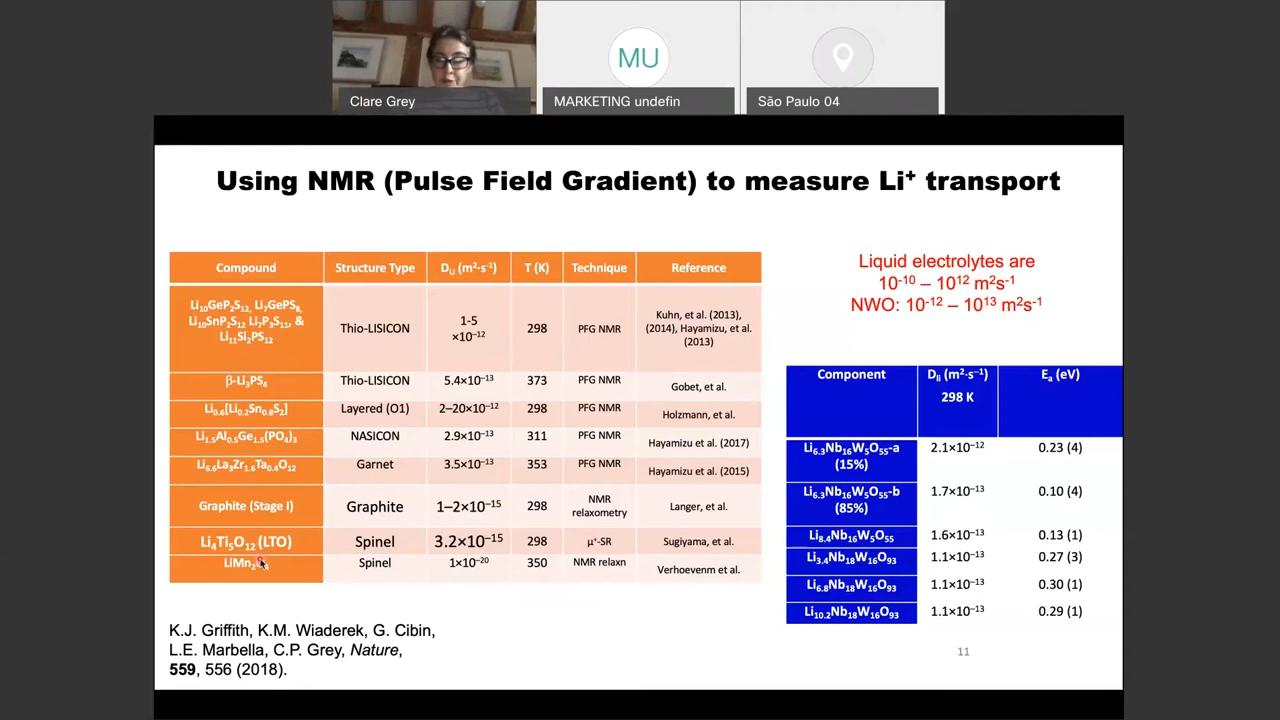 Clare Grey
MU
MARKETING undefin
São Paulo 04
Using NMR (Pulse Field Gradient) to measure Li⁺ transport
Compound Structure Type D_Li (m²·s⁻¹) T (K) Technique Reference
Li₁₀GeP₂S₁₂, Li₇GePS₈,
Li₁₀SnP₂S₁₂ Li₇P₃S₁₁, &
Li₁₁Si₂PS₁₂
Thio-LISICON
1-5
×10⁻¹²
298
PFG NMR
Kuhn, et al. (2013),
(2014), Hayamizu, et al.
(2013)
β-Li₃PS₄ Thio-LISICON 5.4×10⁻¹³ 373 PFG NMR Gobet, et al.
Li₀.₆[Li₀.₂Sn₀.₈S₂] Layered (O1) 2–20×10⁻¹² 298 PFG NMR Holzmann, et al.
Li₁.₅Al₀.₅Ge₁.₅(PO₄)₃ NASICON 2.9×10⁻¹³ 311 PFG NMR Hayamizu et al. (2017)
Li₆.₆La₃Zr₁.₆Ta₀.₄O₁₂ Garnet 3.5×10⁻¹³ 353 PFG NMR Hayamizu et al. (2015)
Graphite (Stage I) Graphite 1–2×10⁻¹⁵ 298 NMR
relaxometry
Langer, et al.
Li₄Ti₅O₁₂ (LTO) Spinel 3.2×10⁻¹⁵ 298 μ⁺-SR Sugiyama, et al.
Spinel 1×10⁻²⁰ 350 NMR relaxn Verhoevenm et al.
Liquid electrolytes are
10⁻¹⁰ – 10¹² m²s⁻¹
NWO: 10⁻¹² – 10¹³ m²s⁻¹
Component D_li (m²·s⁻¹) E_a (eV)
298 K
Li₆.₃Nb₁₆W₅O₅₅-a 2.1×10⁻¹² 0.23 (4)
(15%)
Li₆.₃Nb₁₆W₅O₅₅-b 1.7×10⁻¹³ 0.10 (4)
(85%)
Li₈.₄Nb₁₆W₅O₅₅ 1.6×10⁻¹³ 0.13 (1)
Li₃.₄Nb₁₈W₁₆O₉₃ 1.1×10⁻¹³ 0.27 (3)
Li₆.₈Nb₁₈W₁₆O₉₃ 1.1×10⁻¹³ 0.30 (1)
Li₁₀.₂Nb₁₈W₁₆O₉₃ 1.1×10⁻¹³ 0.29 (1)
K.J. Griffith, K.M. Wiaderek, G. Cibin,
L.E. Marbella, C.P. Grey, Nature,
559, 556 (2018).
11